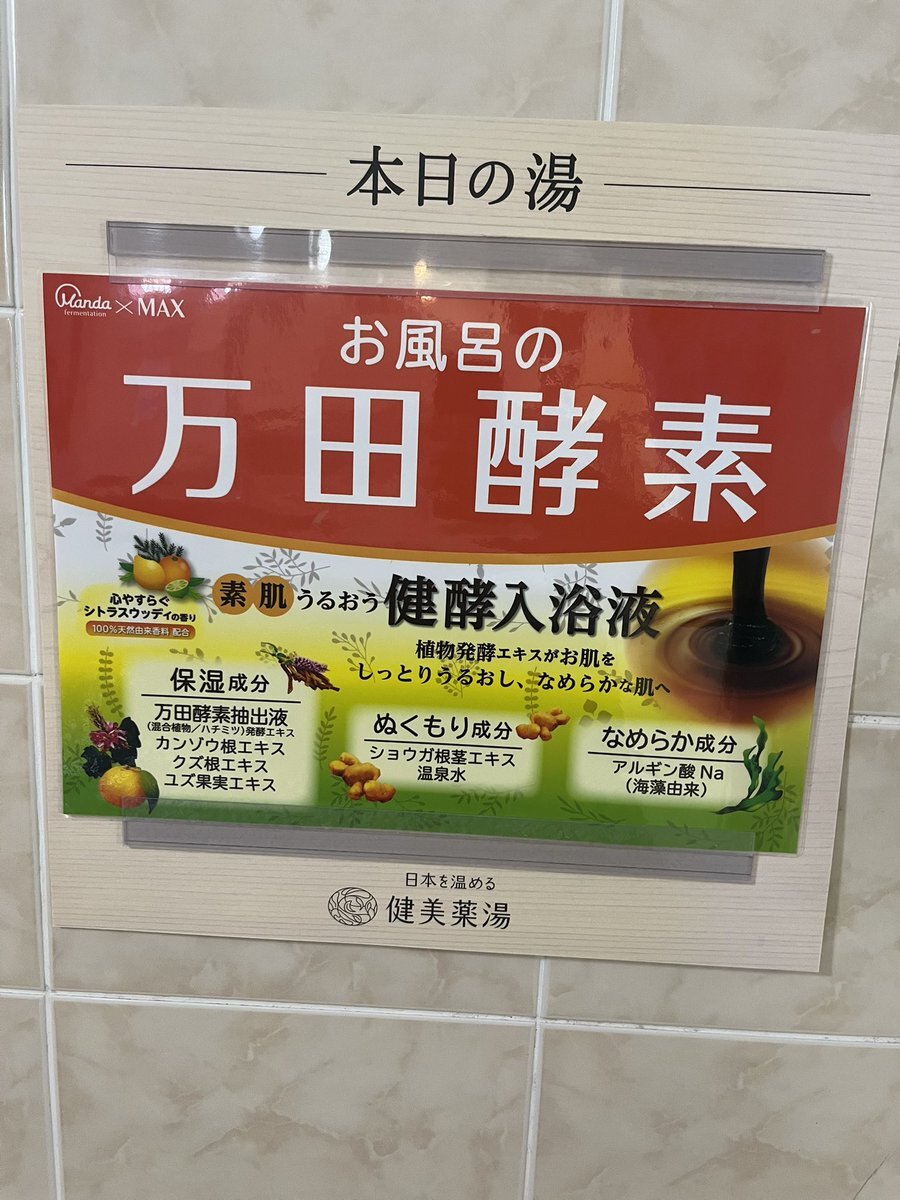 本日の湯
Manda fermentation × MAX
お風呂の
万田酵素
心やすらぐ
シトラスウッディの香り
100%天然由来香料 配合
素肌うるおう健酵入浴液
植物発酵エキスがお肌を
しっとりうるおし、なめらかな肌へ
保湿成分
万田酵素抽出液
(混合植物/ハチミツ)発酵エキス
カンゾウ根エキス
クズ根エキス
ユズ果実エキス
ぬくもり成分
ショウガ根茎エキス
温泉水
なめらか成分
アルギン酸 Na
(海藻由来)
日本を温める
健美薬湯